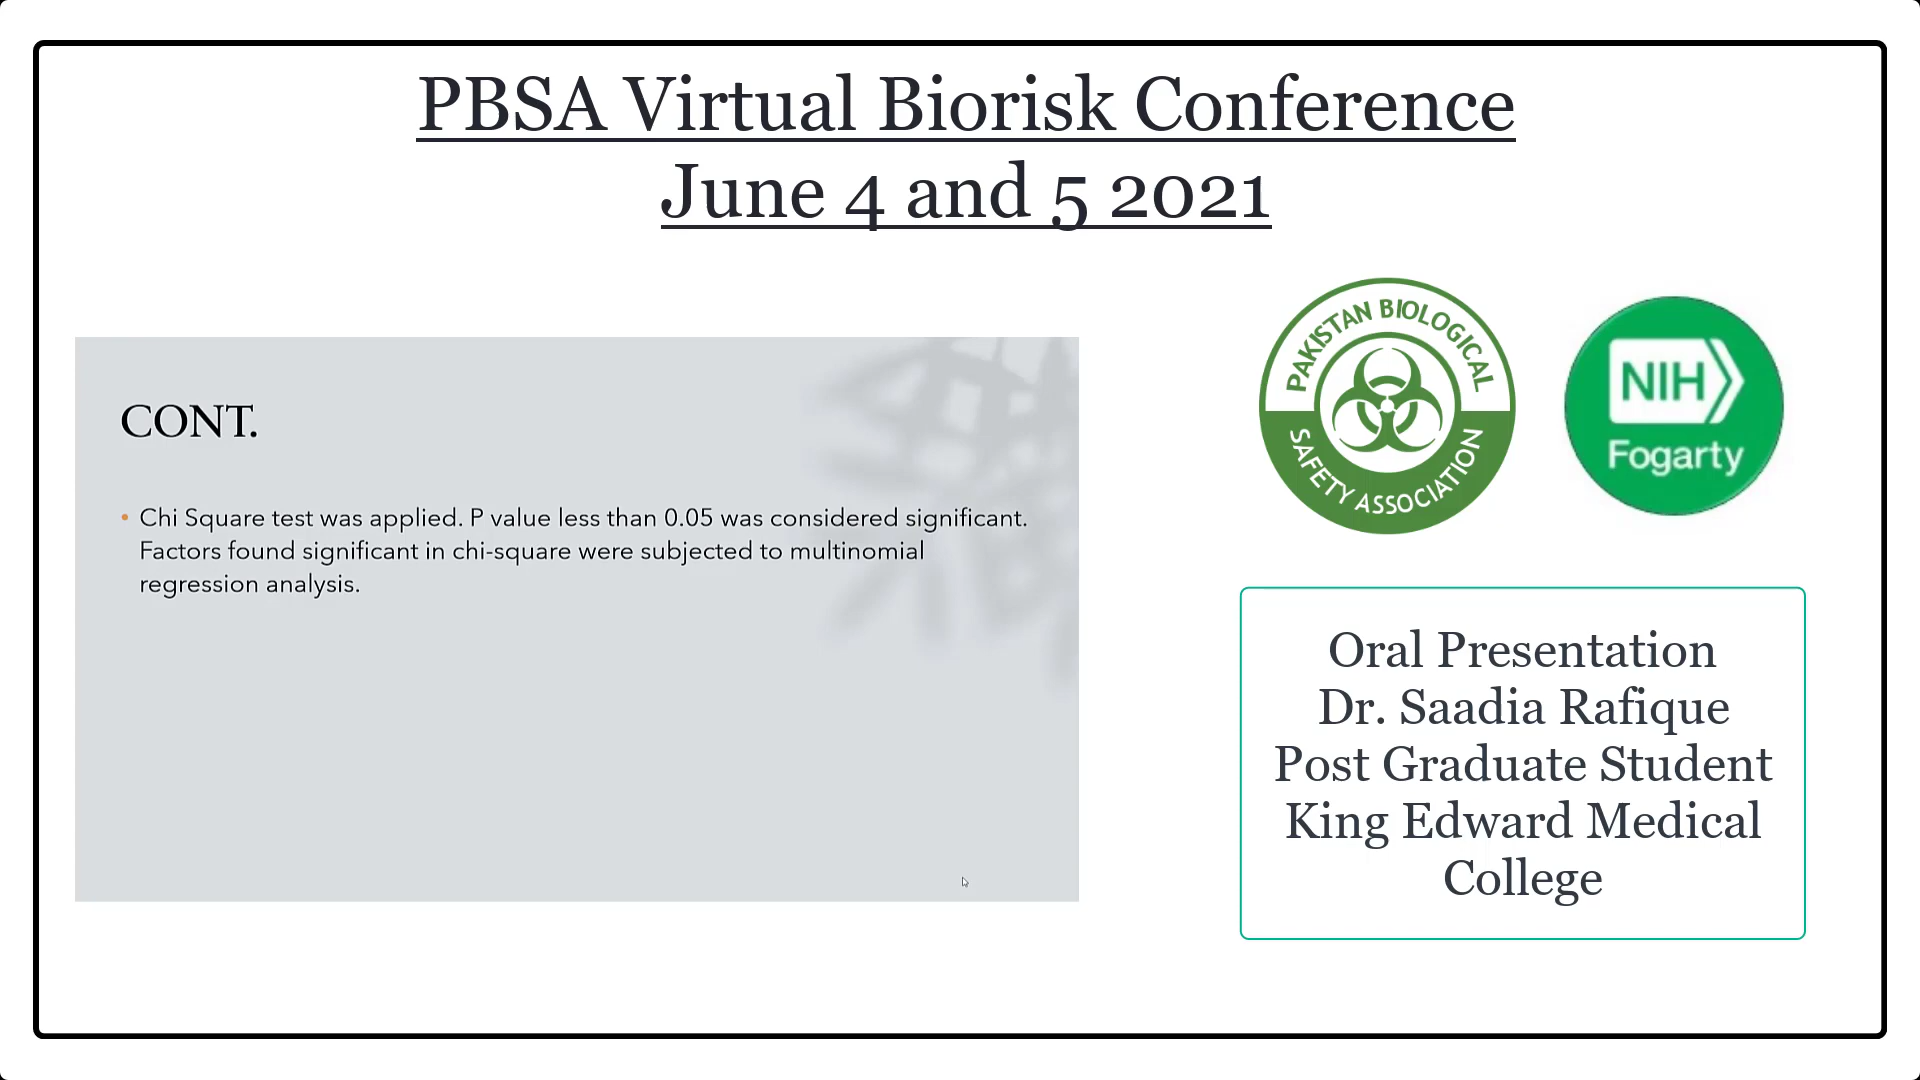 PBSA Virtual Biorisk Conference
June 4 and 5 2021
CONT.
• Chi Square test was applied. P value less than 0.05 was considered significant.
Factors found significant in chi-square were subjected to multinomial
regression analysis.
PAKISTAN BIOLOGICAL
SAFETY ASSOCIATION
NIH
Fogarty
Oral Presentation
Dr. Saadia Rafique
Post Graduate Student
King Edward Medical
College